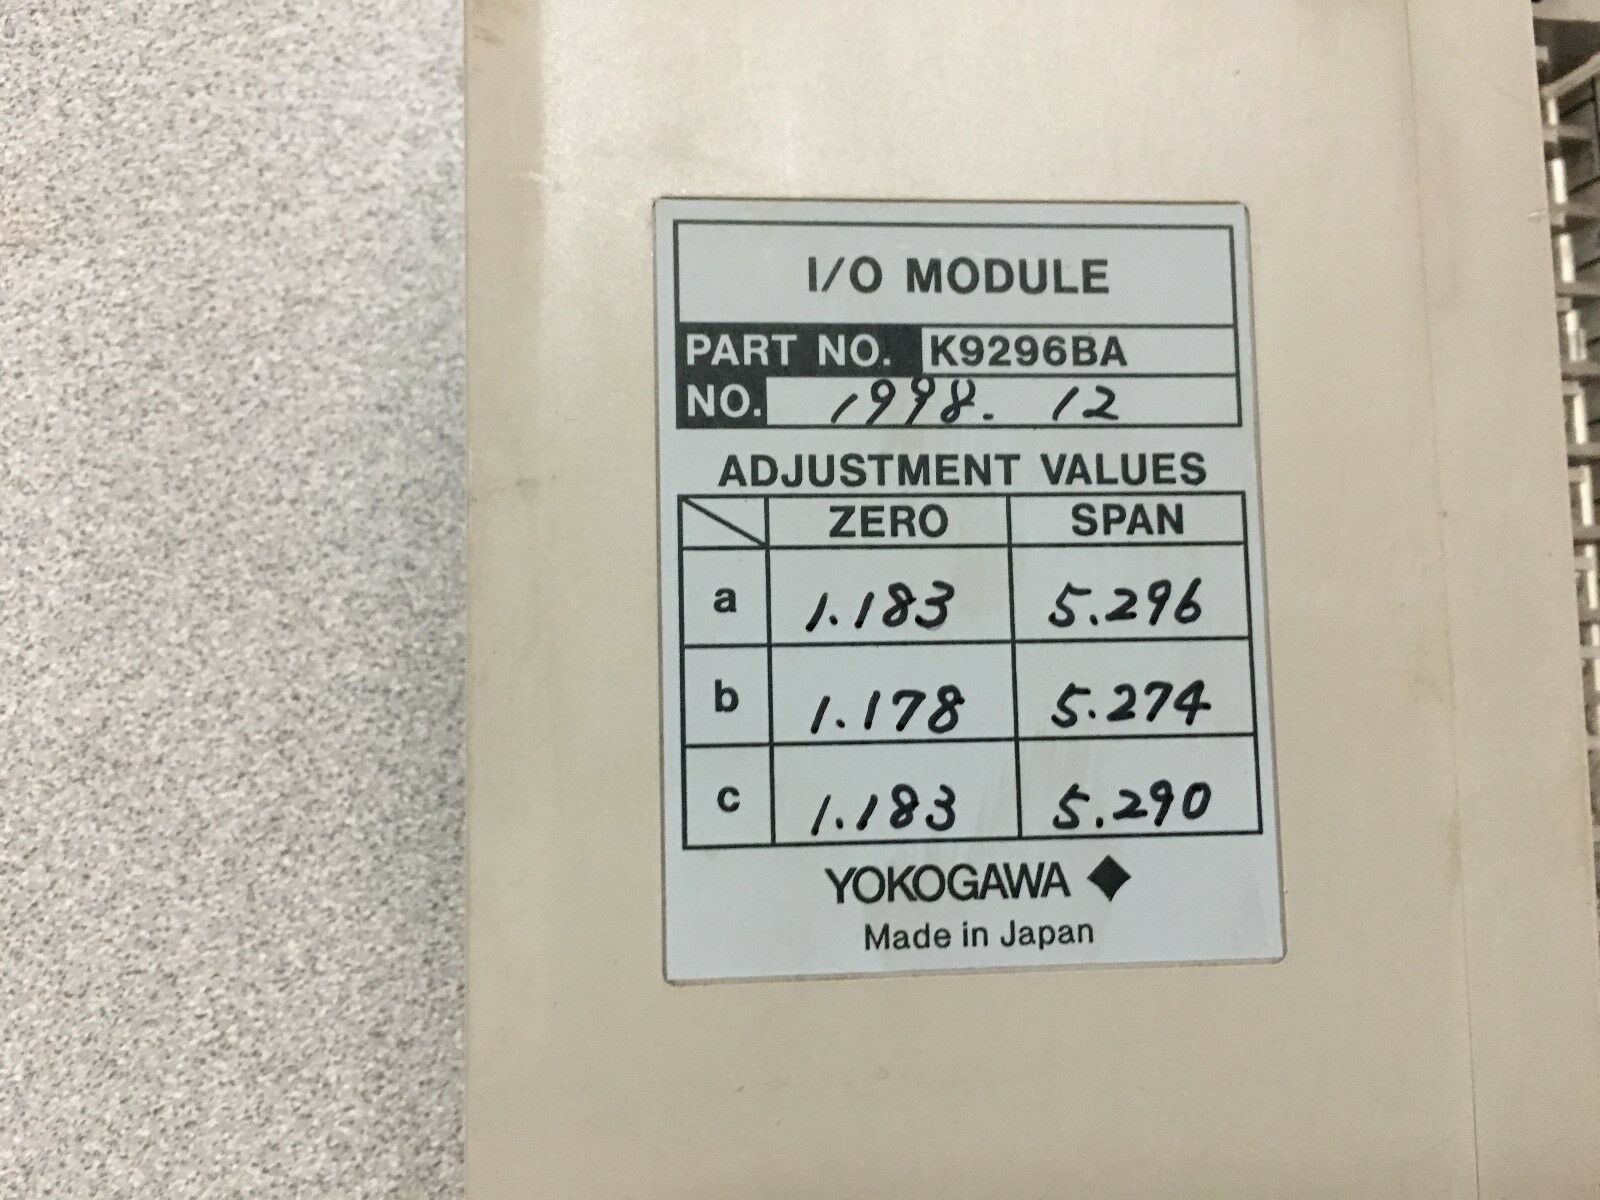 I/O MODULE
PART NO. K9296BA
NO. 1998. 12
ADJUSTMENT VALUES
ZERO SPAN
a 1.183 5.296
b 1.178 5.274
c 1.183 5.290
YOKOGAWA
Made in Japan